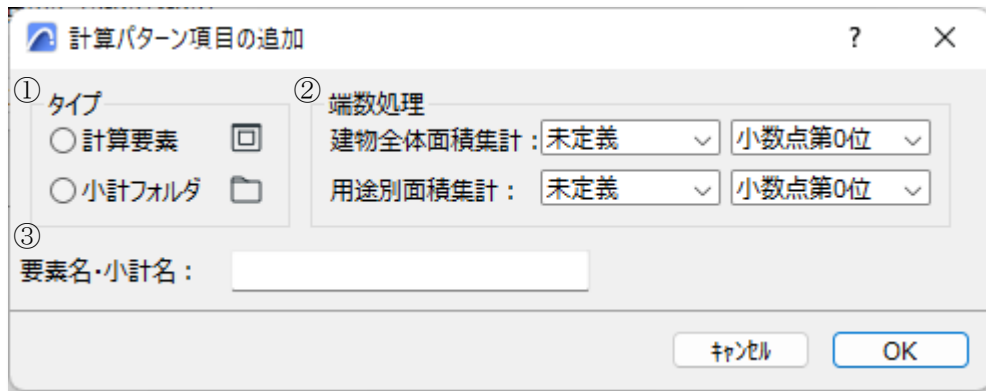 計算パターン項目の追加 ? ×
① タイプ ② 端数処理
計算要素 建物全体面積集計： 未定義 小数点第0位
小計フォルダ 用途別面積集計： 未定義 小数点第0位
③
要素名・小計名：
ｷｬﾝｾﾙ OK